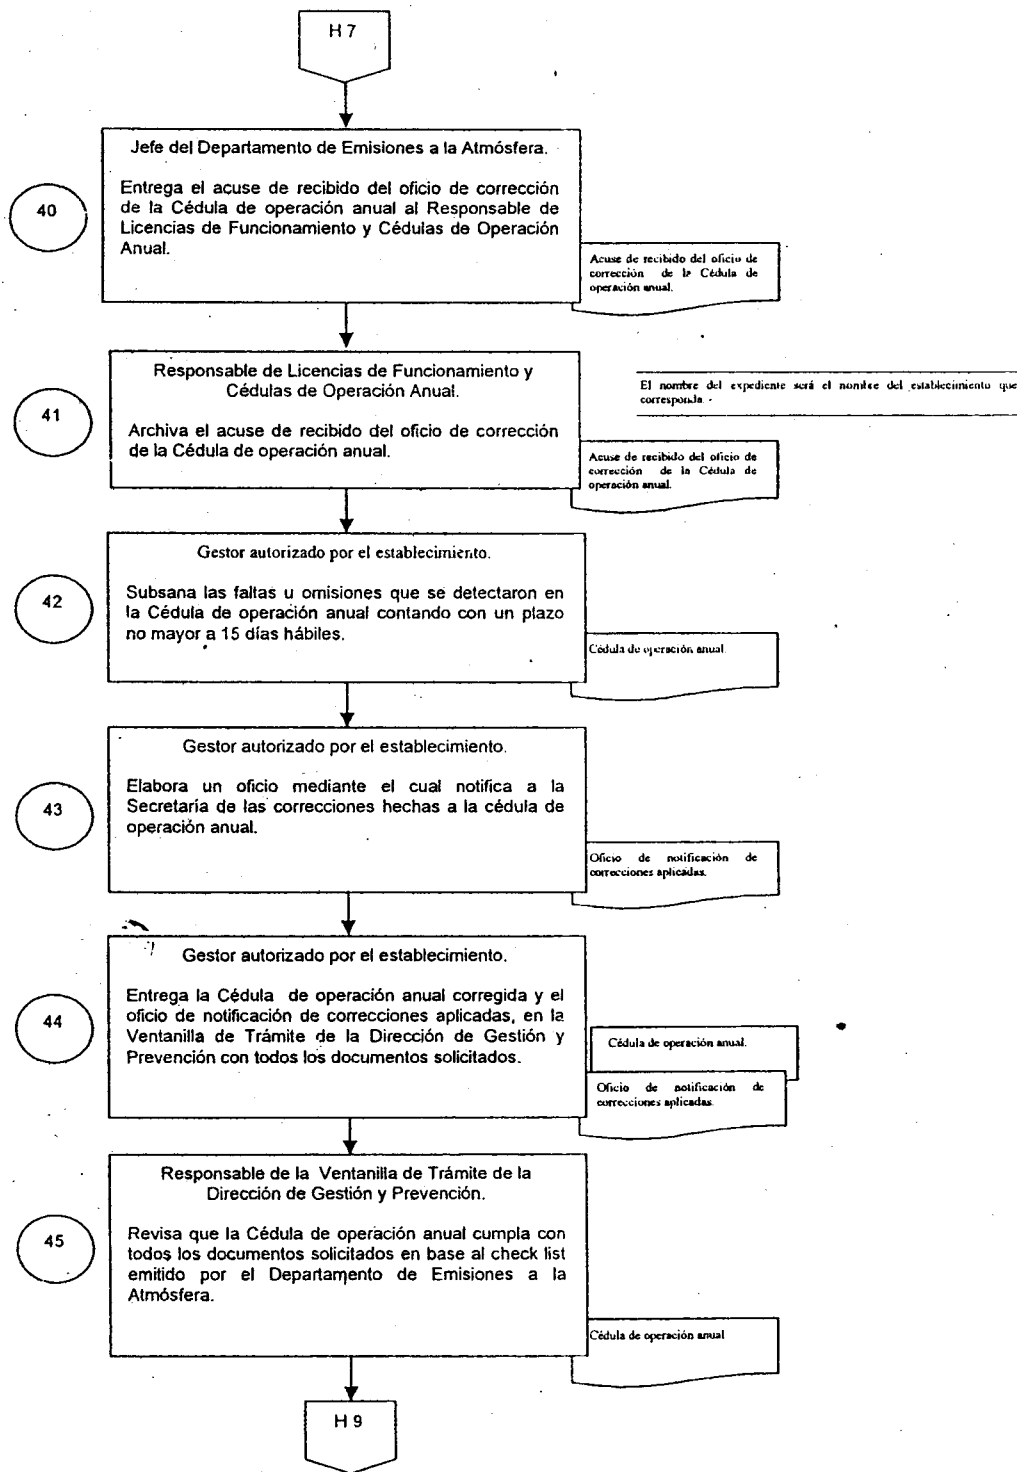 H 7
Jefe del Departamento de Emisiones a la Atmósfera.
40
Entrega el acuse de recibido del oficio de corrección
de la Cédula de operación anual al Responsable de
Licencias de Funcionamiento y Cédulas de Operación
Anual.
Acuse de recibido del oficio de
corrección de la Cédula de
operación anual.
Responsable de Licencias de Funcionamiento y
Cédulas de Operación Anual.
41
Archiva el acuse de recibido del oficio de corrección
de la Cédula de operación anual.
El nombre del expediente será el nombre del establecimiento que
corresponda.
Acuse de recibido del oficio de
corrección de la Cédula de
operación anual.
Gestor autorizado por el establecimiento.
42
Subsana las faltas u omisiones que se detectaron en
la Cédula de operación anual contando con un plazo
no mayor a 15 días hábiles.
Cédula de operación anual.
Gestor autorizado por el establecimiento.
43
Elabora un oficio mediante el cual notifica a la
Secretaría de las correcciones hechas a la cédula de
operación anual.
Oficio de notificación de
correcciones aplicadas.
Gestor autorizado por el establecimiento.
44
Entrega la Cédula de operación anual corregida y el
oficio de notificación de correcciones aplicadas, en la
Ventanilla de Trámite de la Dirección de Gestión y
Prevención con todos los documentos solicitados.
Cédula de operación anual.
Oficio de notificación de
correcciones aplicadas.
Responsable de la Ventanilla de Trámite de la
Dirección de Gestión y Prevención.
45
Revisa que la Cédula de operación anual cumpla con
todos los documentos solicitados en base al check list
emitido por el Departamento de Emisiones a la
Atmósfera.
Cédula de operación anual
H 9